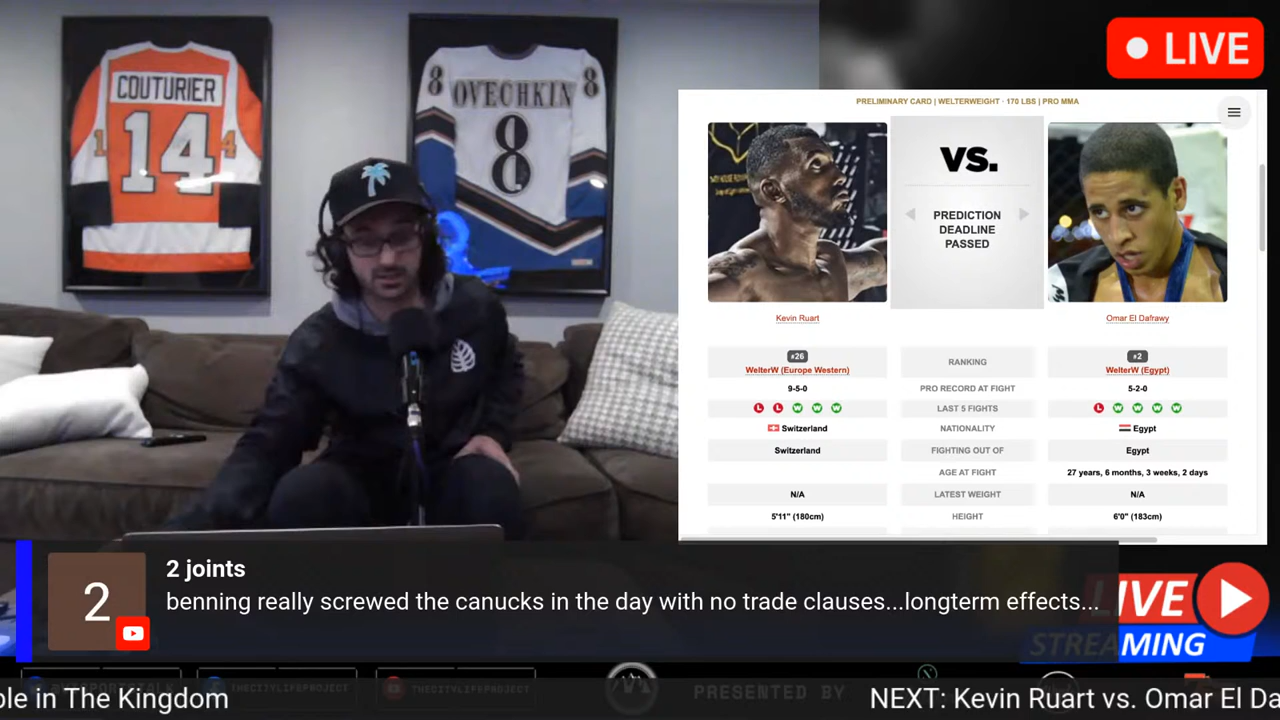 COUTURIER
14
14
8
OVECHKIN
8
8
LIVE
PRELIMINARY CARD | WELTERWEIGHT · 170 LBS | PRO MMA
VS.
PREDICTION
DEADLINE
PASSED
Kevin Ruart
Omar El Dafrawy
#26
WelterW (Europe Western)
RANKING
#2
WelterW (Egypt)
9-5-0
PRO RECORD AT FIGHT
5-2-0
L L W W W
LAST 5 FIGHTS
L W W W W
Switzerland
NATIONALITY
Egypt
Switzerland
FIGHTING OUT OF
Egypt
AGE AT FIGHT
27 years, 6 months, 3 weeks, 2 days
N/A
LATEST WEIGHT
N/A
5'11" (180cm)
HEIGHT
6'0" (183cm)
2
2 joints
benning really screwed the canucks in the day with no trade clauses...longterm effects...
LIVE
STREAMING
THECITYLIFEPROJECT
THECITYLIFEPROJECT
PRESENTED BY
ole in The Kingdom
NEXT: Kevin Ruart vs. Omar El Da